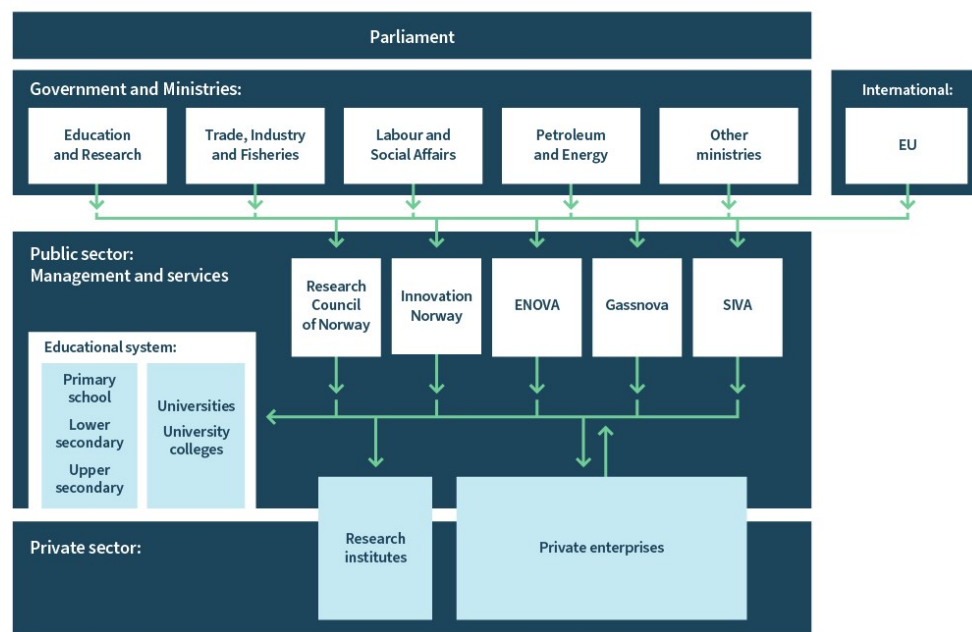 Parliament
Government and Ministries:
International:
Education
and Research
Trade, Industry
and Fisheries
Labour and
Social Affairs
Petroleum
and Energy
Other
ministries
EU
Public sector:
Management and services
Research
Council
of Norway
Innovation
Norway
ENOVA
Gassnova
SIVA
Educational system:
Primary
school
Lower
secondary
Upper
secondary
Universities
University
colleges
Private sector:
Research
institutes
Private enterprises